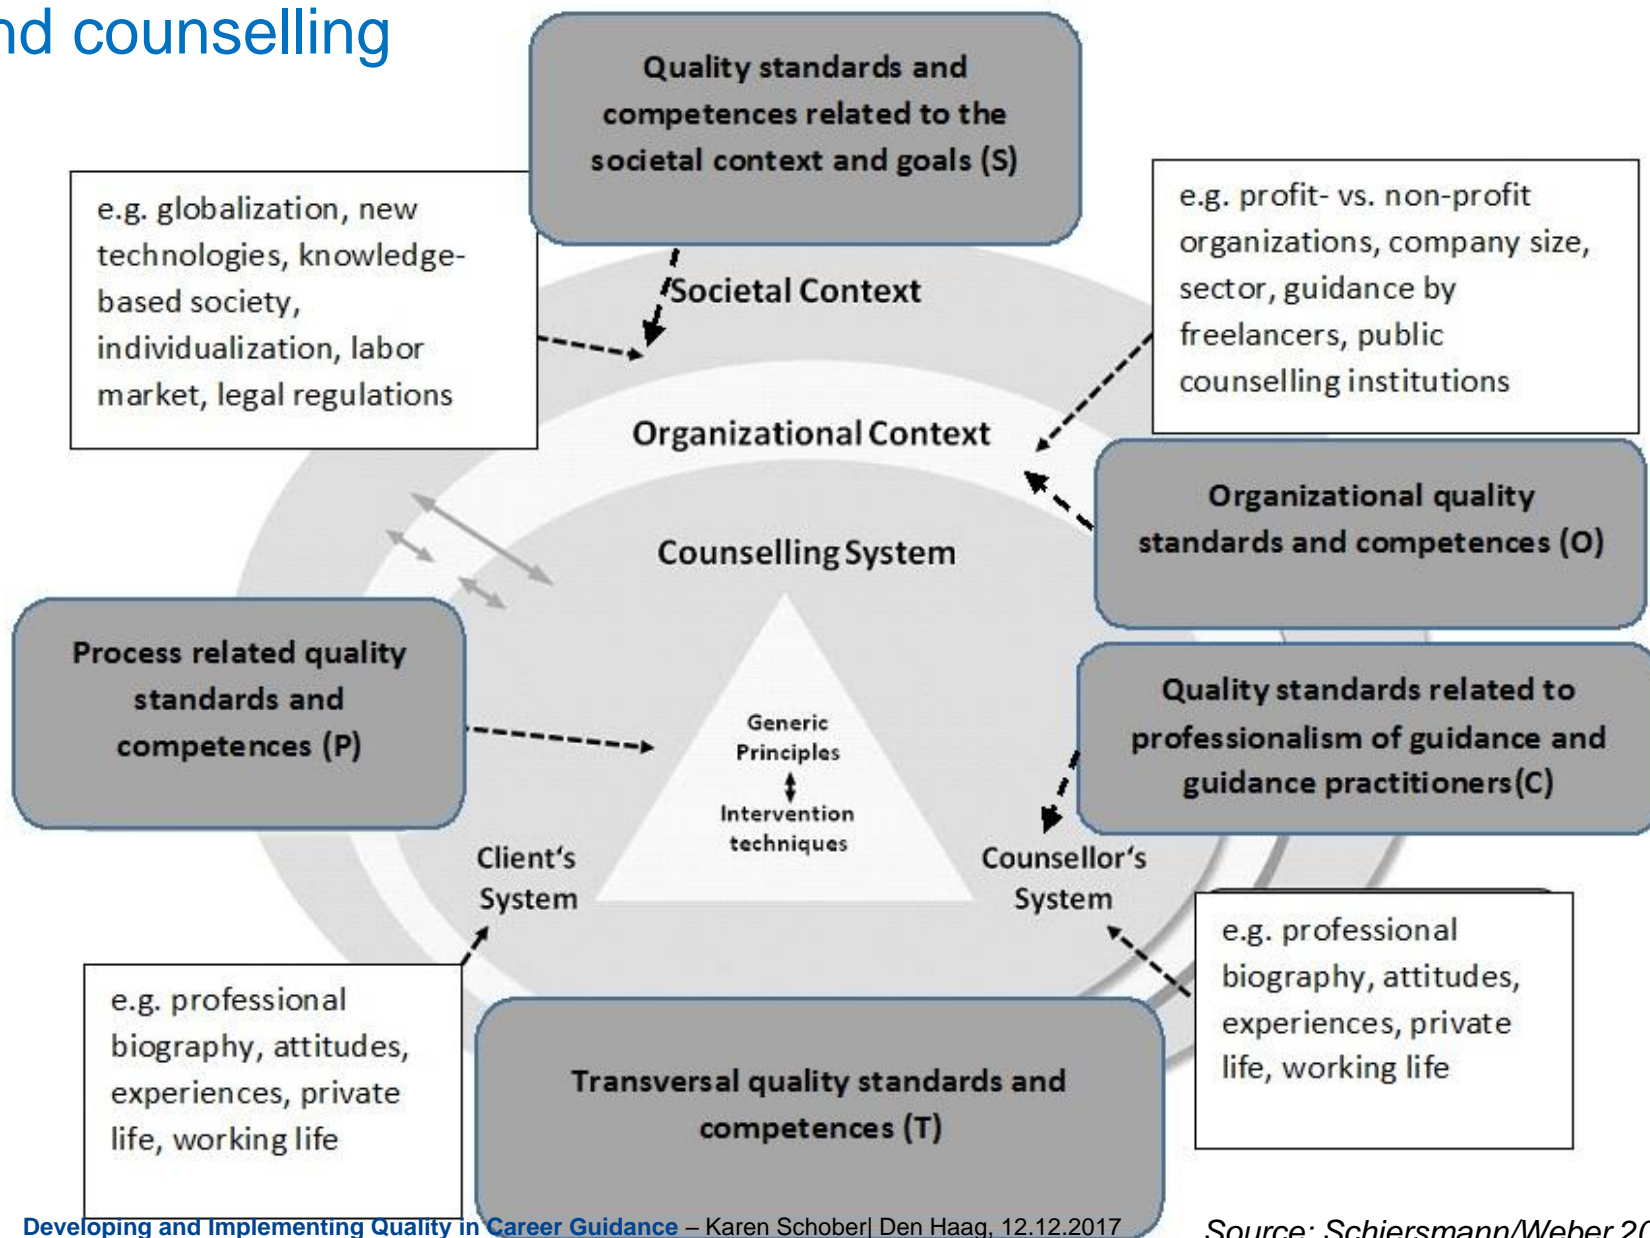 nd counselling
Quality standards and
competences related to the
societal context and goals (S)
e.g. globalization, new
technologies, knowledge-
based society,
individualization, labor
market, legal regulations
e.g. profit- vs. non-profit
organizations, company size,
sector, guidance by
freelancers, public
counselling institutions
Societal Context
Organizational Context
Organizational quality
standards and competences (O)
Counselling System
Process related quality
standards and
competences (P)
Quality standards related to
professionalism of guidance and
guidance practitioners(C)
Generic
Principles
Intervention
techniques
Client‘s
System
Counsellor‘s
System
e.g. professional
biography, attitudes,
experiences, private
life, working life
e.g. professional
biography, attitudes,
experiences, private
life, working life
Transversal quality standards and
competences (T)
Developing and Implementing Quality in Career Guidance – Karen Schober| Den Haag, 12.12.2017
Source: Schiersmann/Weber 20